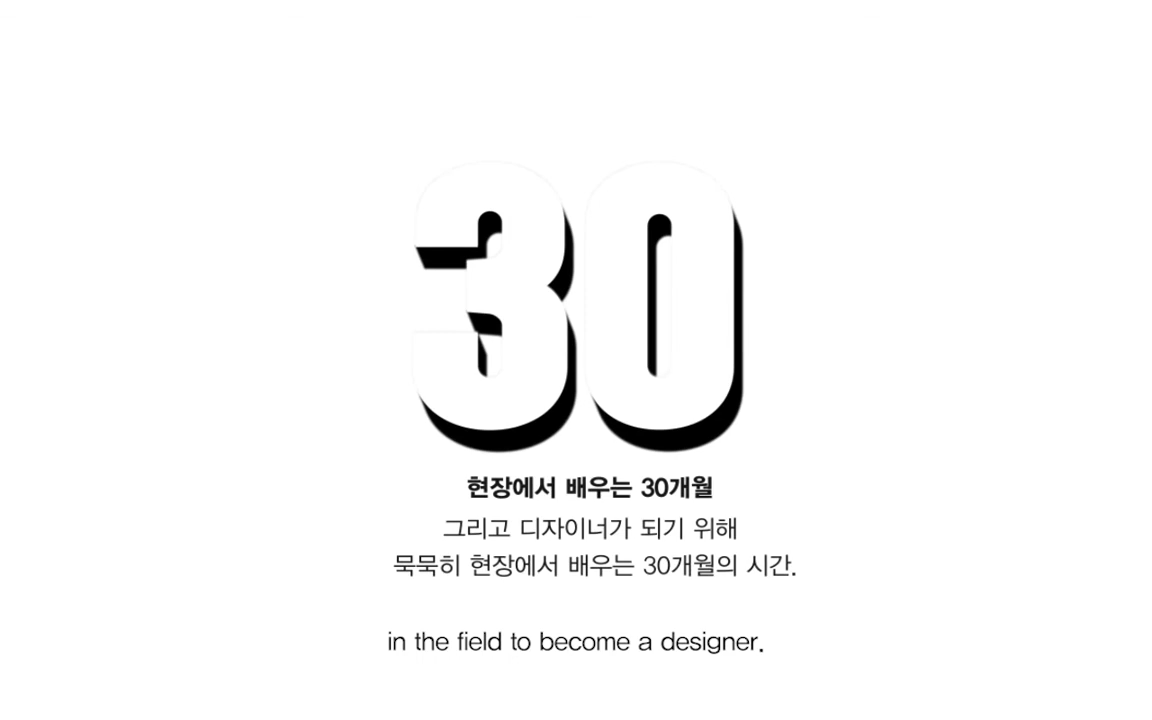 30
현장에서 배우는 30개월
그리고 디자이너가 되기 위해
묵묵히 현장에서 배우는 30개월의 시간.
in the field to become a designer.